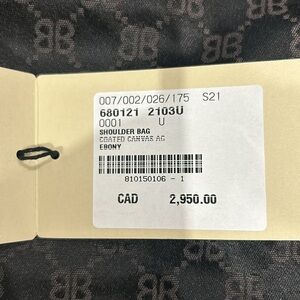 007/002/026/175 S21
680121 2103U
0001 U
SHOULDER BAG
COATED CANVAS AC
EBONY
810150106 - 1
CAD 2,950.00